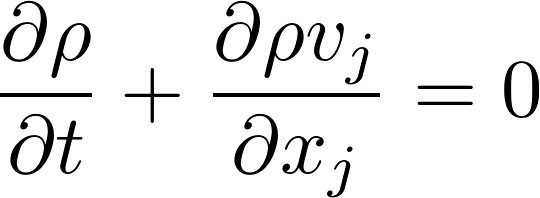 ∂ρ/∂t + ∂ρv_j/∂x_j = 0